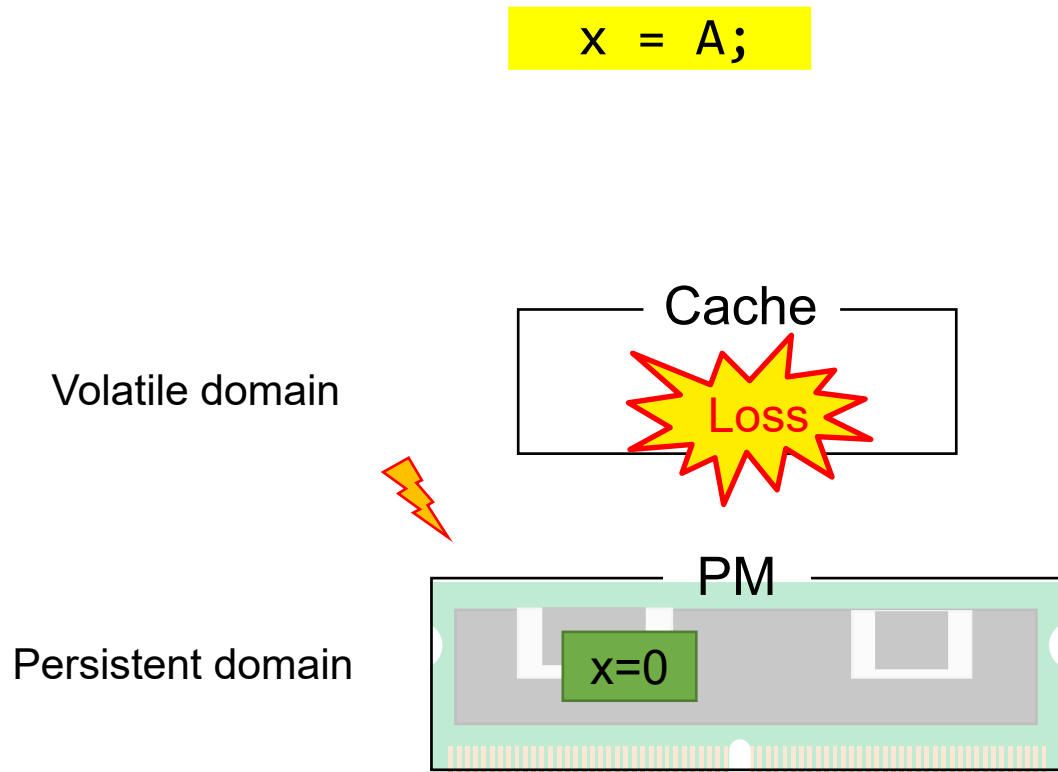 x = A;
Cache
Volatile domain
Loss
PM
Persistent domain
x=0